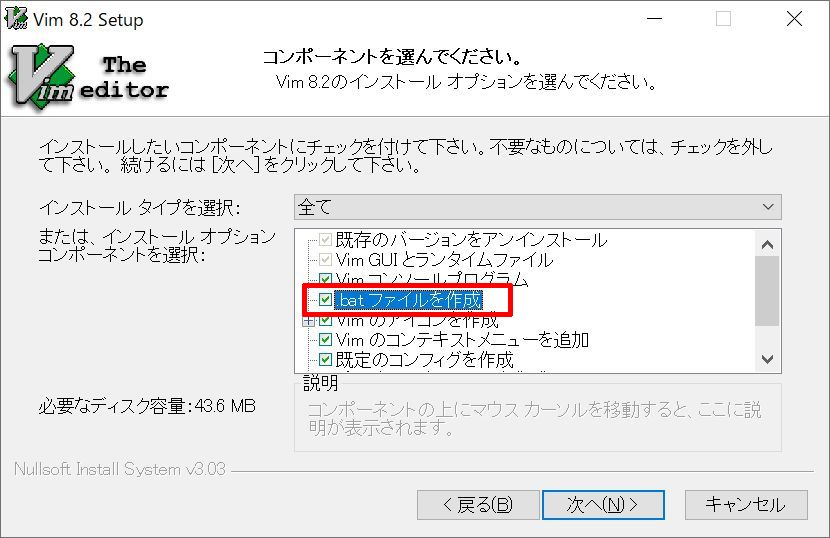 Vim 8.2 Setup
The
Vim editor
コンポーネントを選んでください。
Vim 8.2のインストール オプションを選んでください。
インストールしたいコンポーネントにチェックを付けて下さい。不要なものについては、チェックを外し
て下さい。 続けるには [次へ] をクリックして下さい。
インストール タイプを選択:
全て
または、インストール オプション
コンポーネントを選択:
既存のバージョンをアンインストール
Vim GUI とランタイムファイル
Vim コンソールプログラム
.bat ファイルを作成
Vim のアイコンを作成
Vim のコンテキストメニューを追加
既定のコンフィグを作成
必要なディスク容量: 43.6 MB
説明
コンポーネントの上にマウス カーソルを移動すると、ここに説
明が表示されます。
Nullsoft Install System v3.03
< 戻る(B)
次へ(N) >
キャンセル